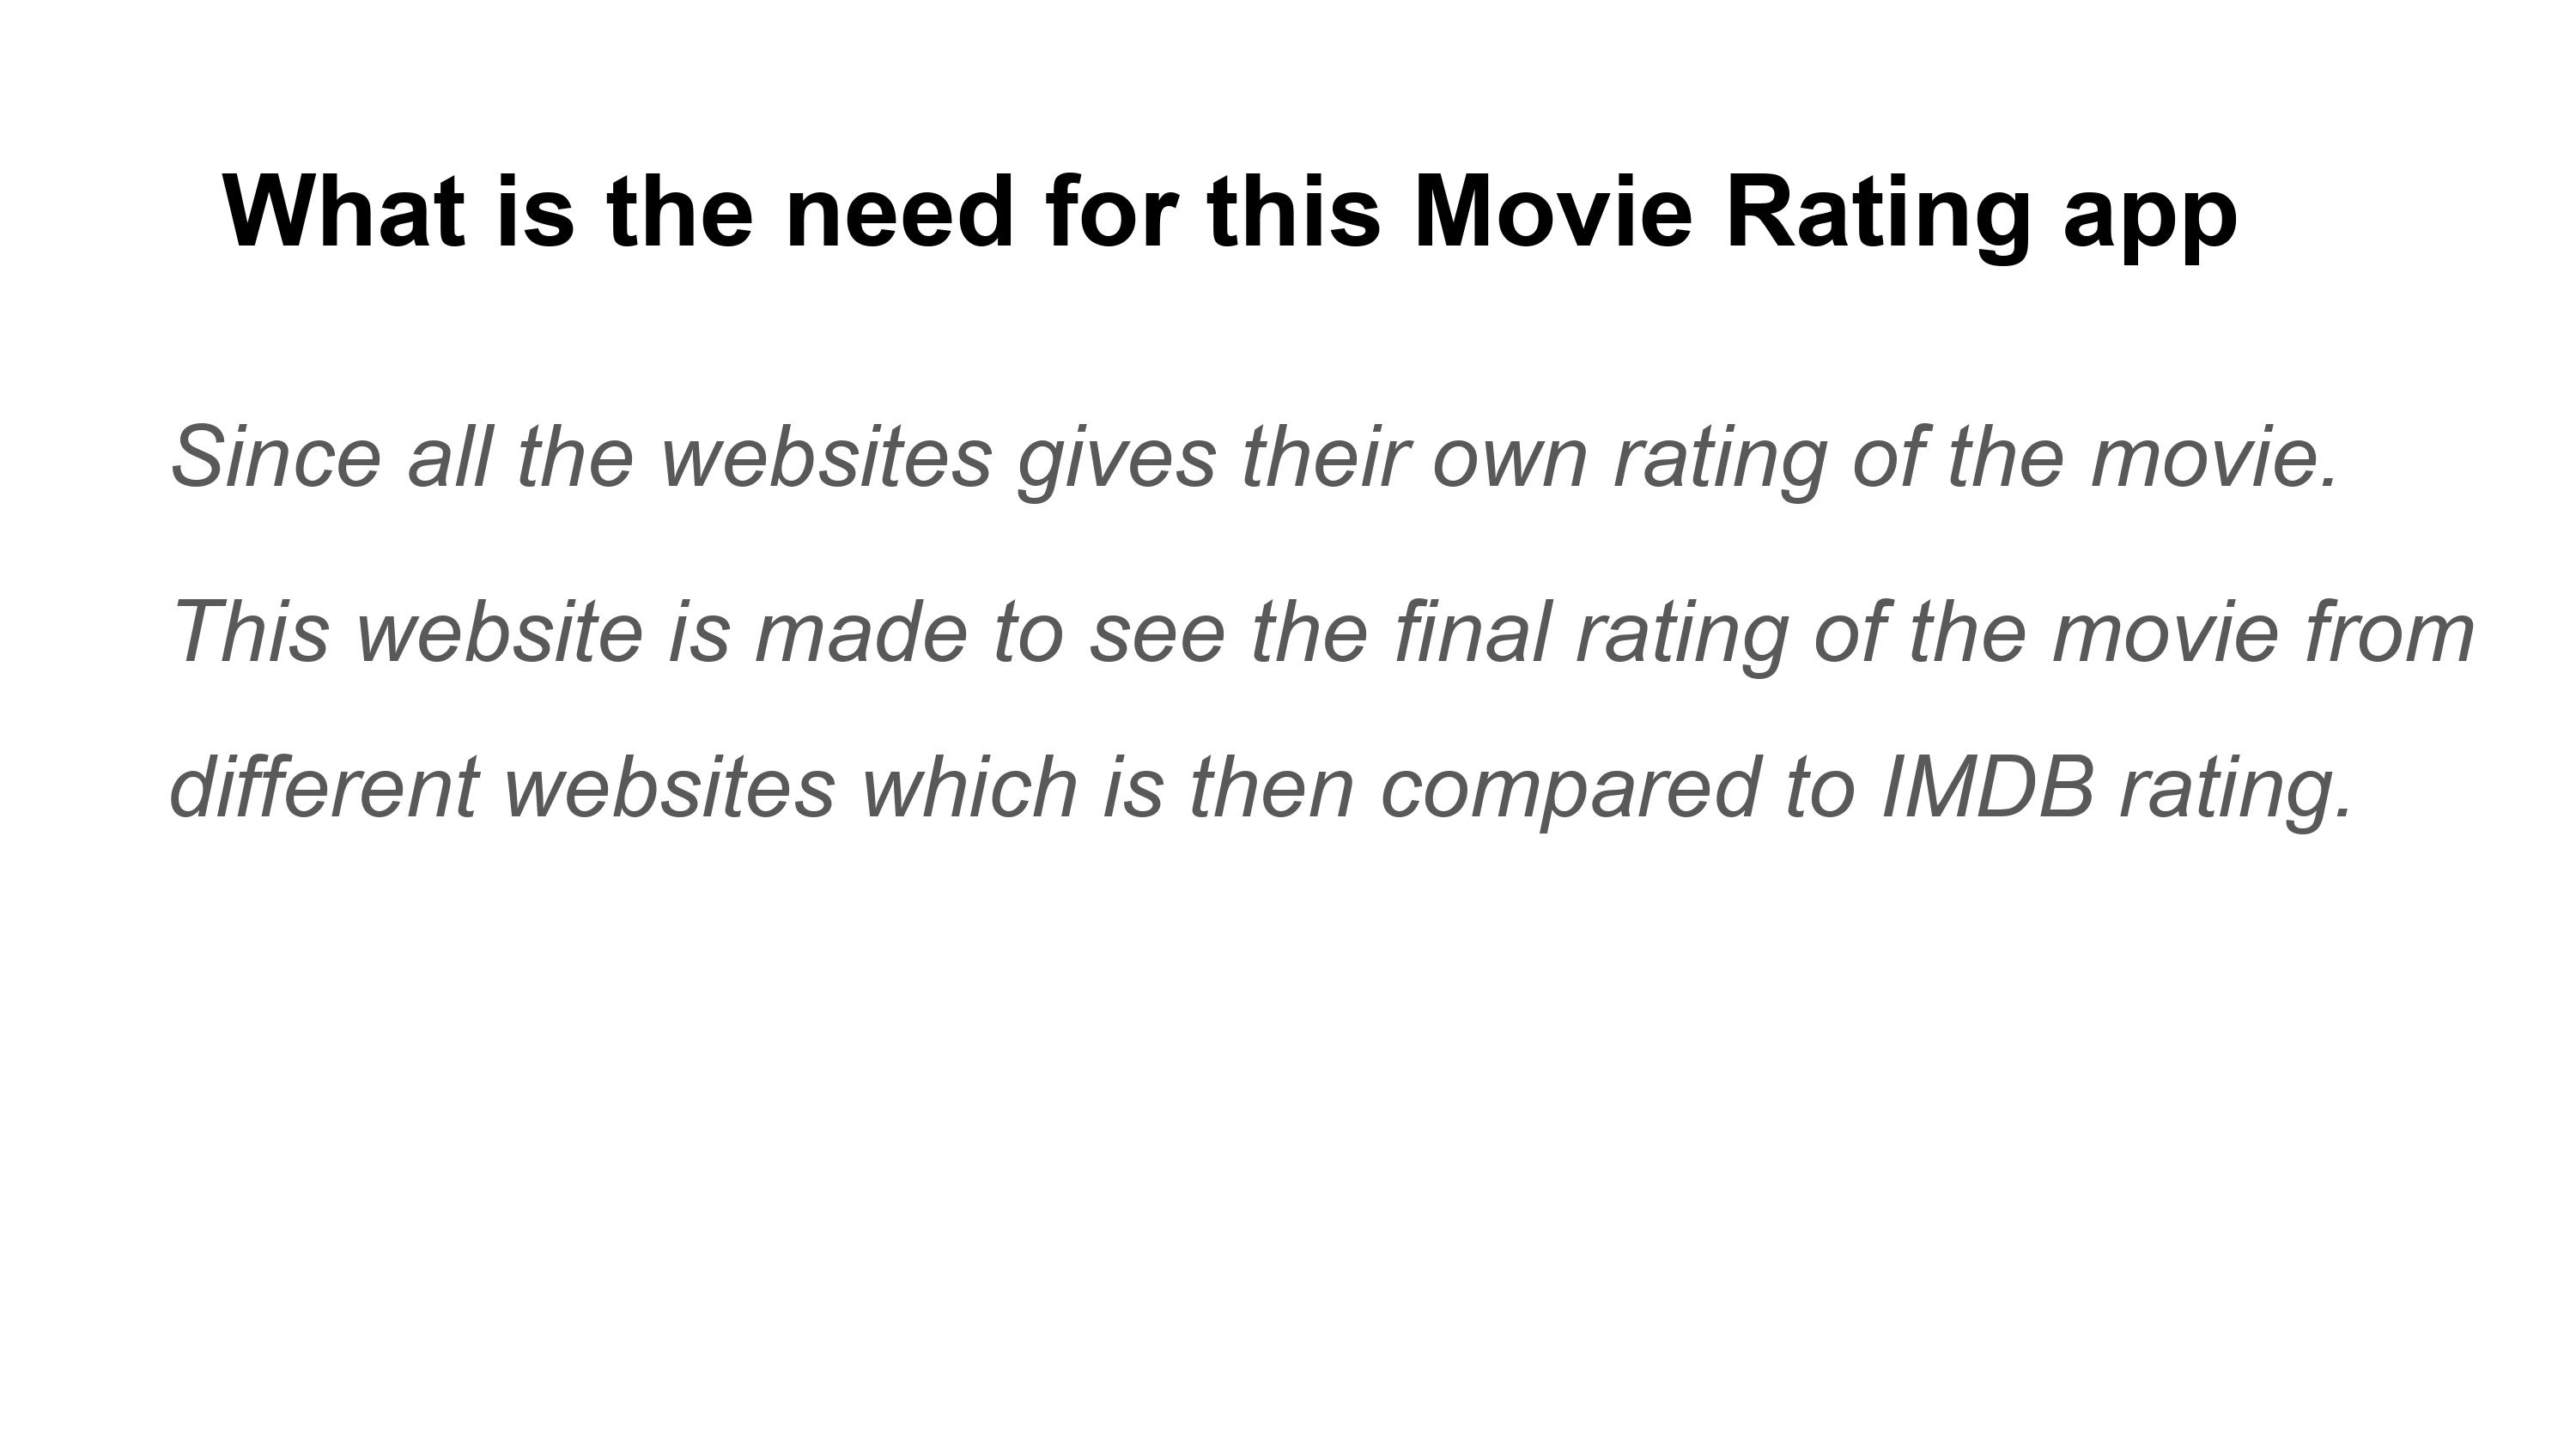 What is the need for this Movie Rating app
Since all the websites gives their own rating of the movie.
This website is made to see the final rating of the movie from
different websites which is then compared to IMDB rating.